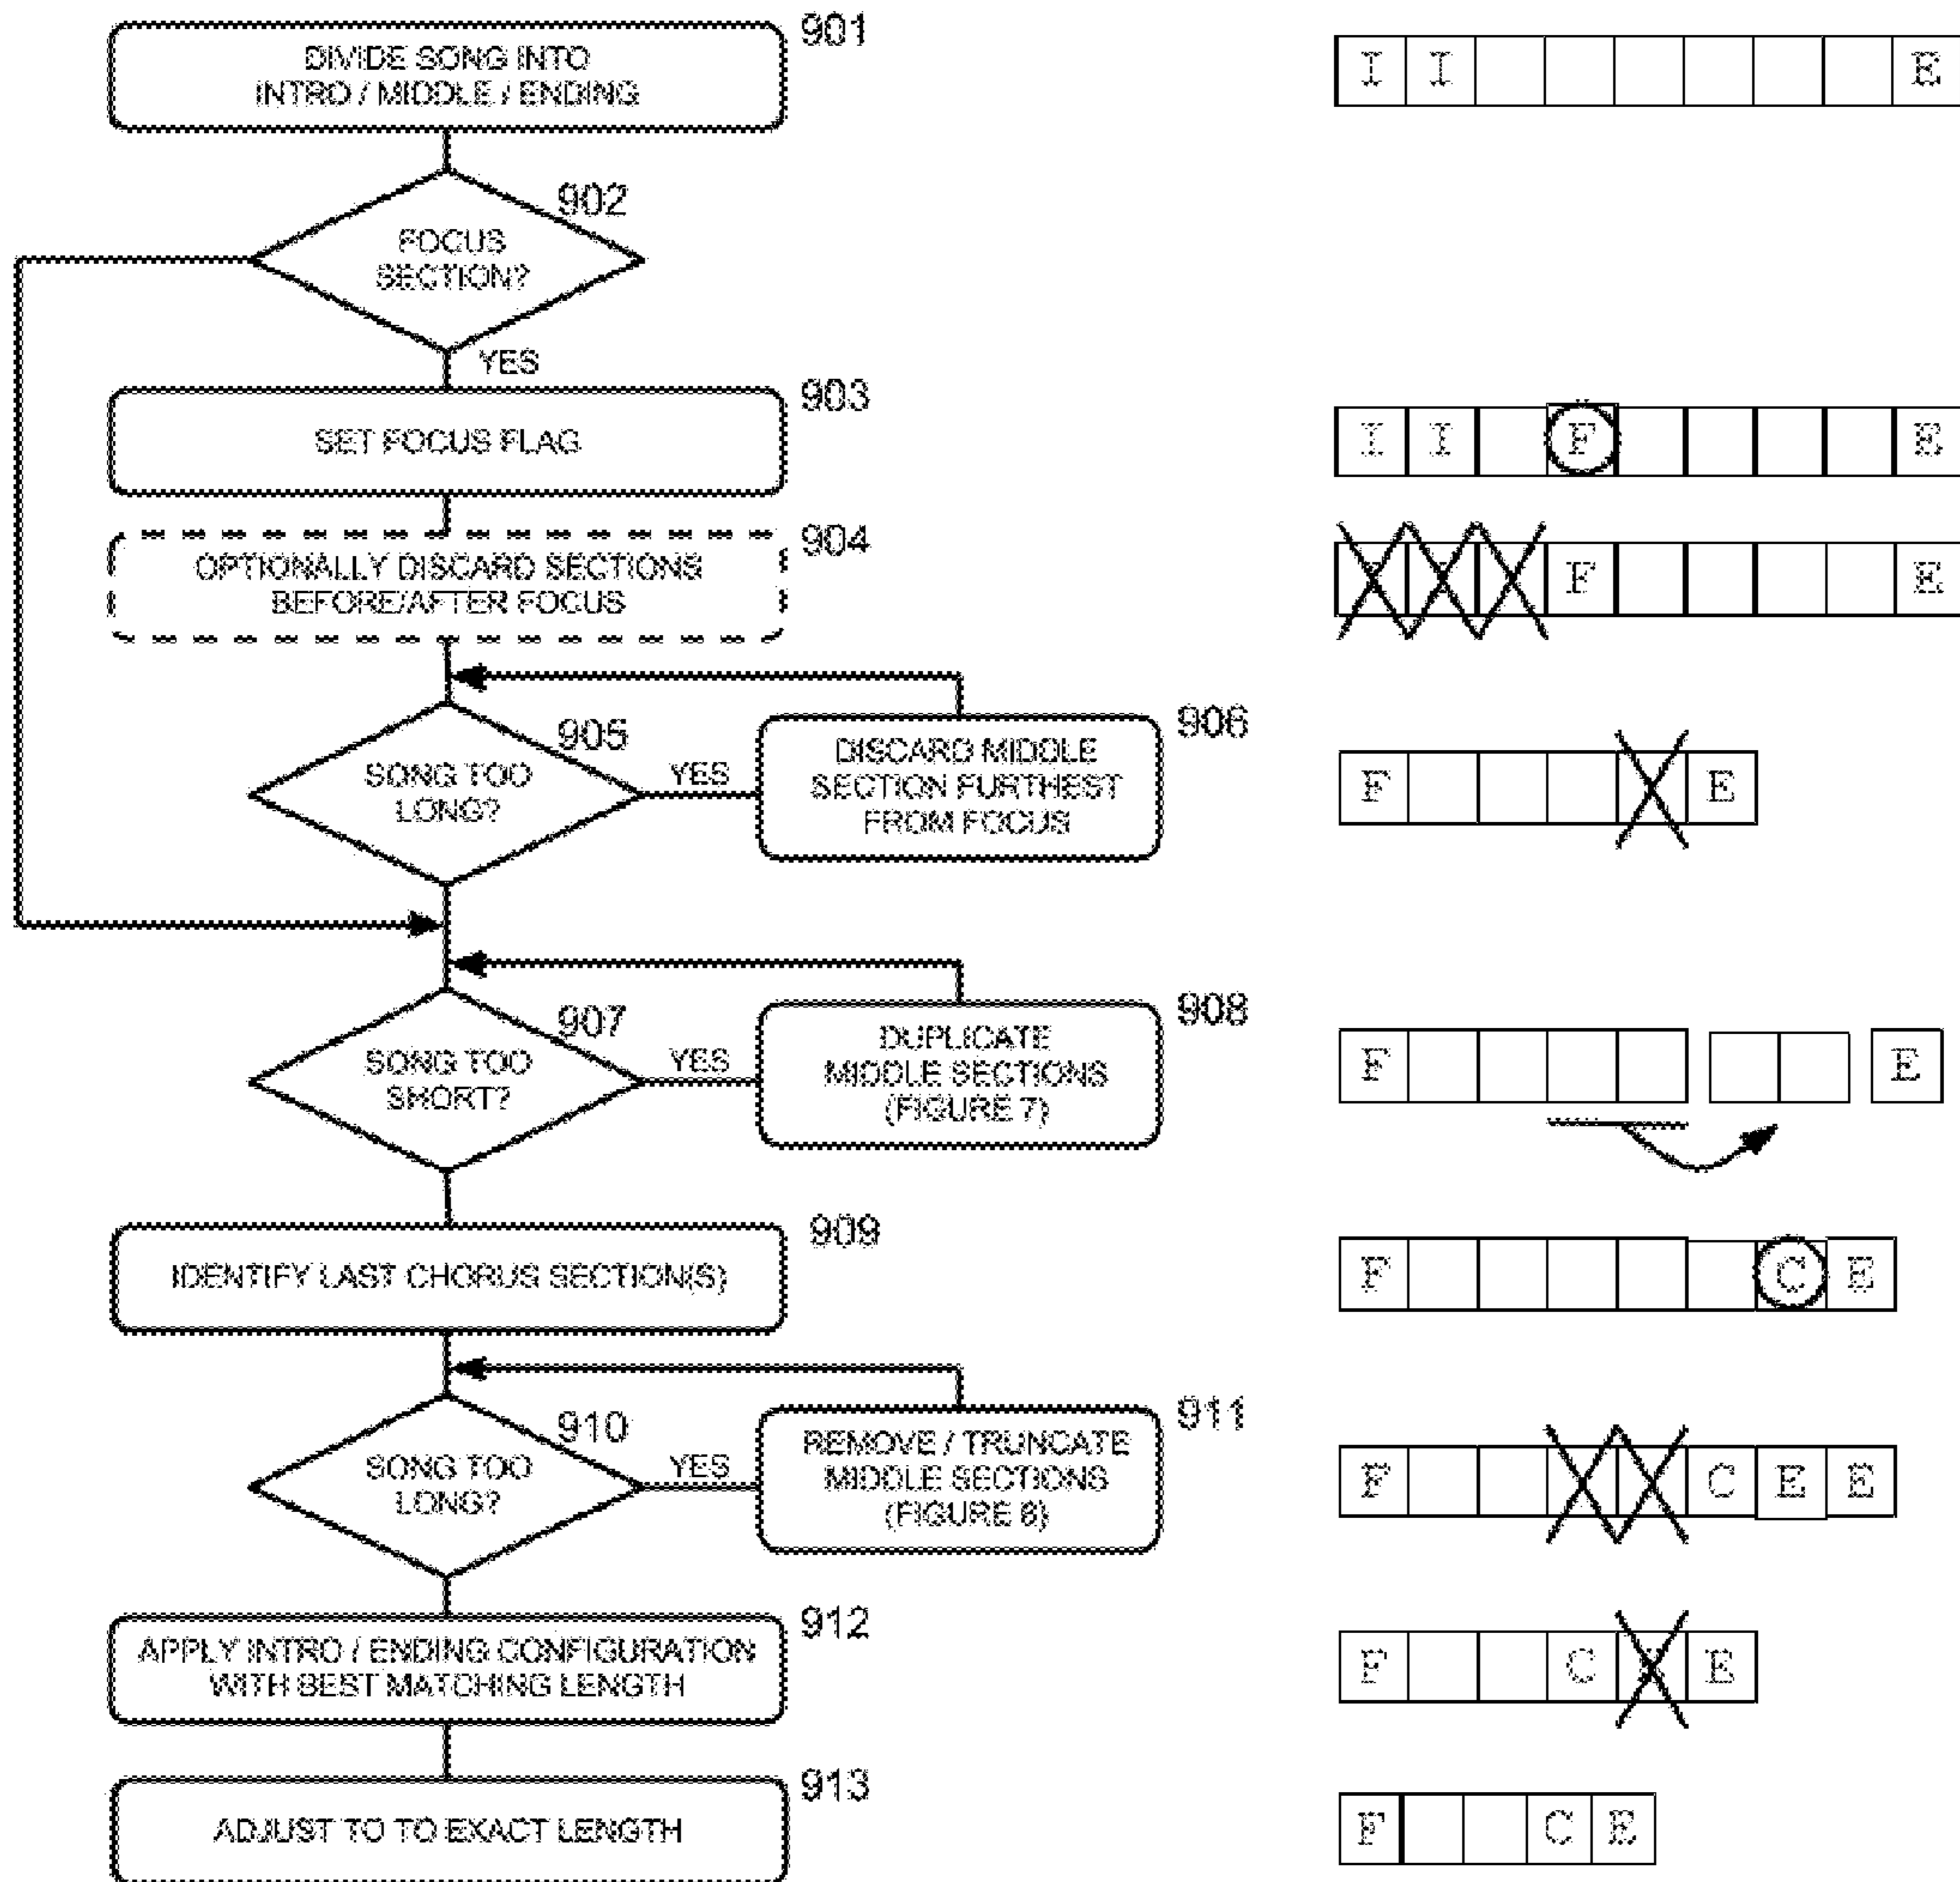 901
DIVIDE SONG INTO
INTRO / MIDDLE / ENDING
I I E
902
FOCUS
SECTION?
YES
903
SET FOCUS FLAG
I I F E
904
OPTIONALLY DISCARD SECTIONS
BEFORE/AFTER FOCUS
F E
905
SONG TOO
LONG?
YES
906
DISCARD MIDDLE
SECTION FURTHEST
FROM FOCUS
F E
907
SONG TOO
SHORT?
YES
908
DUPLICATE
MIDDLE SECTIONS
(FIGURE 7)
F E
909
IDENTIFY LAST CHORUS SECTION(S)
F C E
910
SONG TOO
LONG?
YES
911
REMOVE / TRUNCATE
MIDDLE SECTIONS
(FIGURE 8)
F C E E
912
APPLY INTRO / ENDING CONFIGURATION
WITH BEST MATCHING LENGTH
F C E
913
ADJUST TO TO EXACT LENGTH
F C E